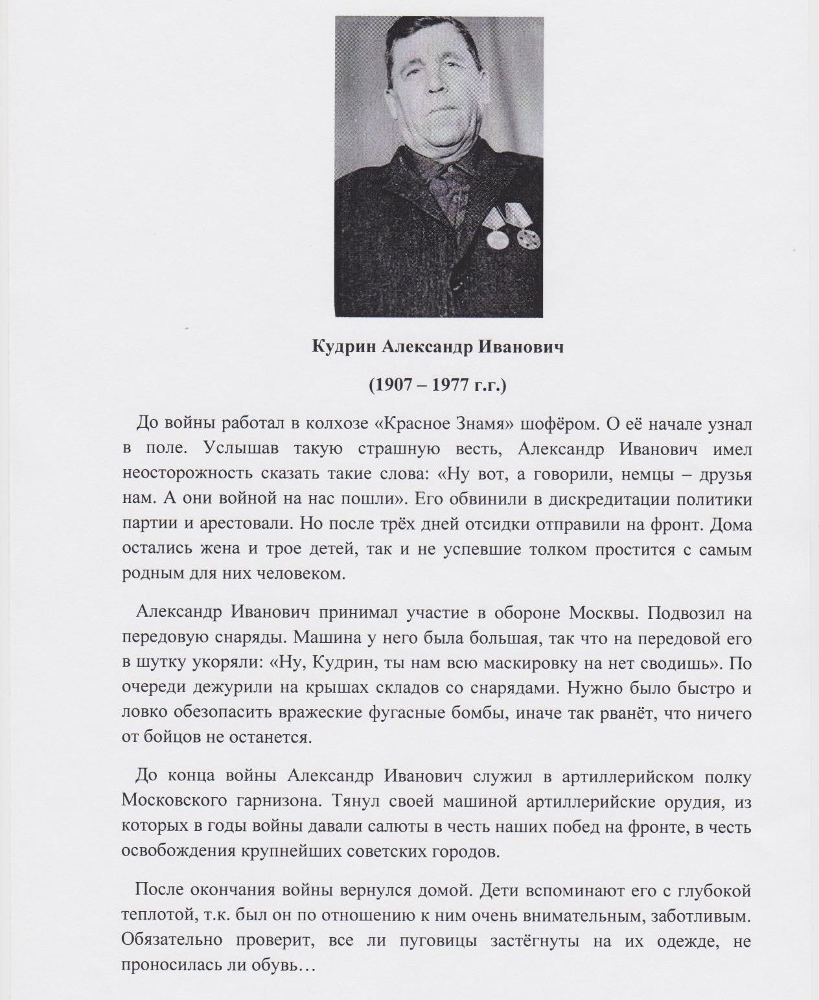 Кудрин Александр Иванович
(1907 – 1977 г.г.)
До войны работал в колхозе «Красное Знамя» шофёром. О её начале узнал
в поле. Услышав такую страшную весть, Александр Иванович имел
неосторожность сказать такие слова: «Ну вот, а говорили, немцы – друзья
нам. А они войной на нас пошли». Его обвинили в дискредитации политики
партии и арестовали. Но после трёх дней отсидки отправили на фронт. Дома
остались жена и трое детей, так и не успевшие толком простится с самым
родным для них человеком.
Александр Иванович принимал участие в обороне Москвы. Подвозил на
передовую снаряды. Машина у него была большая, так что на передовой его
в шутку укоряли: «Ну, Кудрин, ты нам всю маскировку на нет сводишь». По
очереди дежурили на крышах складов со снарядами. Нужно было быстро и
ловко обезопасить вражеские фугасные бомбы, иначе так рванёт, что ничего
от бойцов не останется.
До конца войны Александр Иванович служил в артиллерийском полку
Московского гарнизона. Тянул своей машиной артиллерийские орудия, из
которых в годы войны давали салюты в честь наших побед на фронте, в честь
освобождения крупнейших советских городов.
После окончания войны вернулся домой. Дети вспоминают его с глубокой
теплотой, т.к. был он по отношению к ним очень внимательным, заботливым.
Обязательно проверит, все ли пуговицы застёгнуты на их одежде, не
проносилась ли обувь…